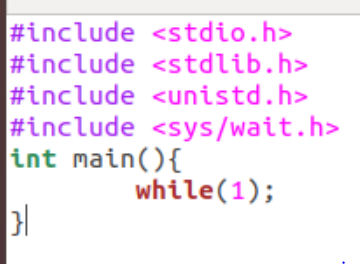 #include <stdio.h>
#include <stdlib.h>
#include <unistd.h>
#include <sys/wait.h>
int main(){
        while(1);
}